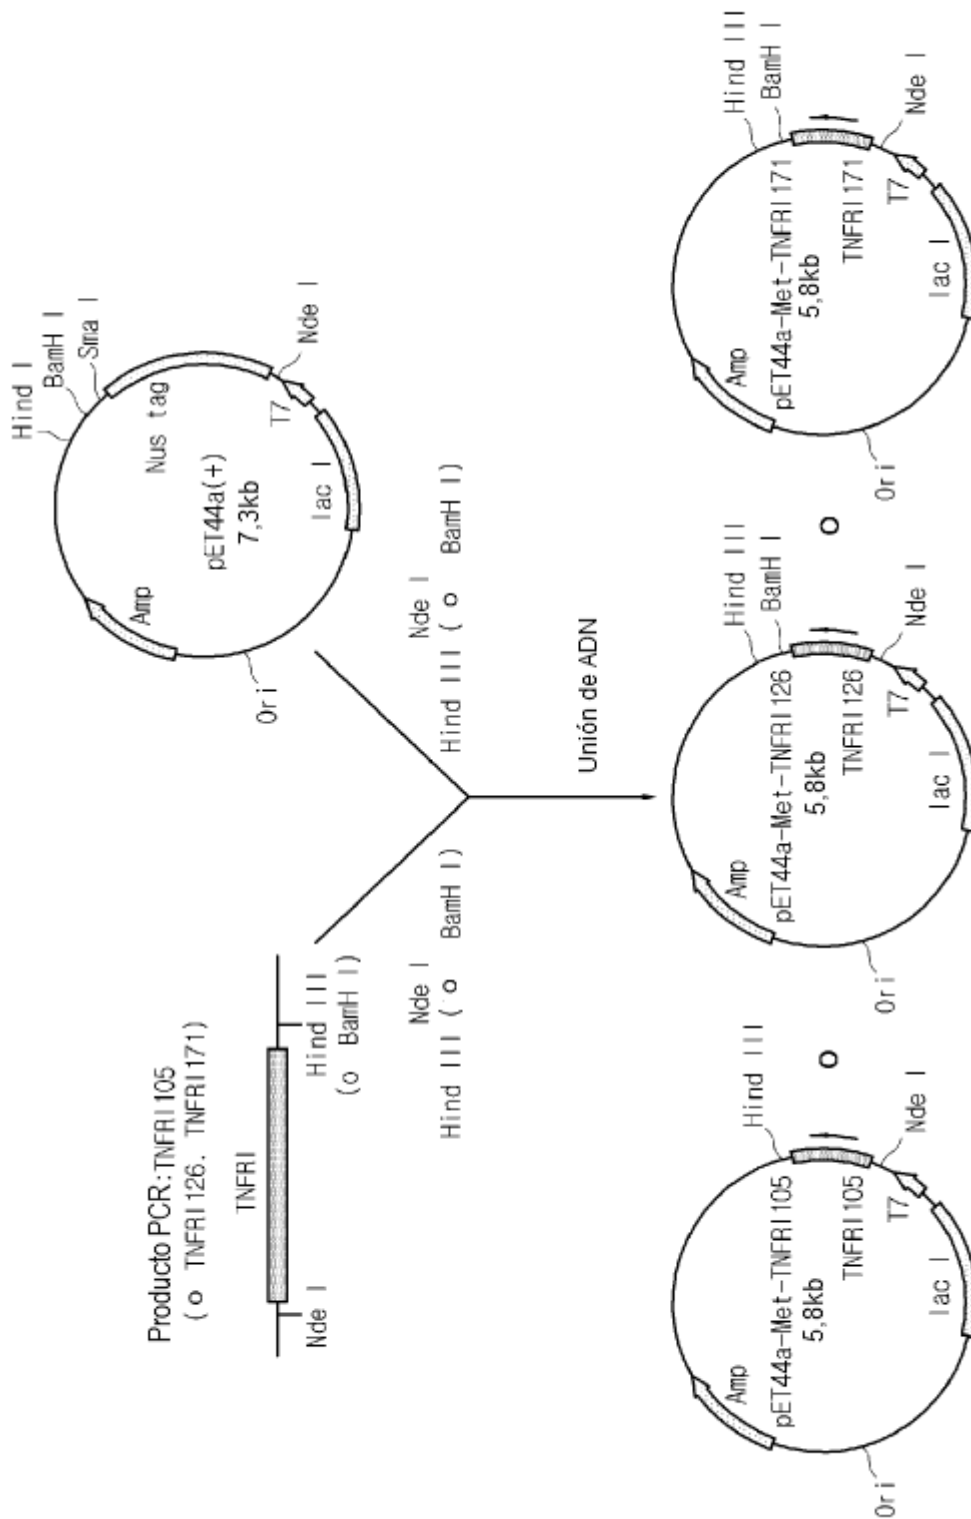 Producto PCR:TNFRI105
(o TNFRI126. TNFRI171)
TNFRI
Nde I
Hind III
(o BamH I)
Hind I
BamH I
Sma I
Nus tag
Nde I
T7
lac I
pET44a(+)
7,3kb
Amp
Ori
Nde I
Hind III (o BamH I)
Nde I
Hind III (o BamH I)
Unión de ADN
Hind III
Amp
pET44a-Met-TNFRI105
5,8kb
TNFRI105
Nde I
T7
lac I
Ori
o
Hind III
BamH I
Amp
pET44a-Met-TNFRI126
5,8kb
TNFRI126
Nde I
T7
lac I
Ori
o
Hind III
BamH I
Amp
pET44a-Met-TNFRI171
5,8kb
TNFRI171
Nde I
T7
lac I
Ori